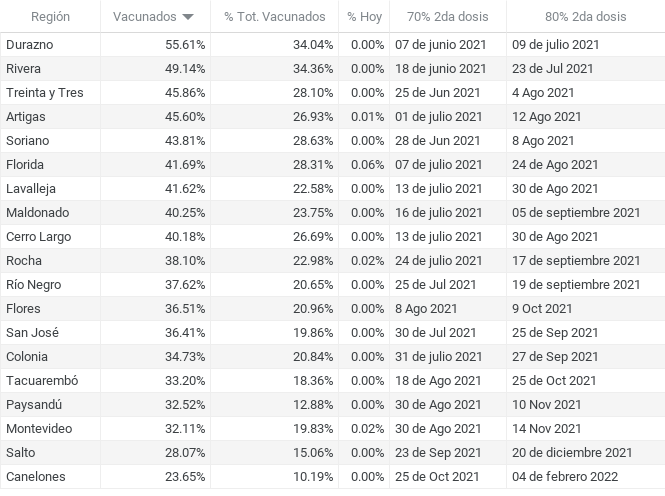 Región Vacunados % Tot. Vacunados % Hoy 70% 2da dosis 80% 2da dosis
Durazno 55.61% 34.04% 0.00% 07 de junio 2021 09 de julio 2021
Rivera 49.14% 34.36% 0.00% 18 de junio 2021 23 de Jul 2021
Treinta y Tres 45.86% 28.10% 0.00% 25 de Jun 2021 4 Ago 2021
Artigas 45.60% 26.93% 0.01% 01 de julio 2021 12 Ago 2021
Soriano 43.81% 28.63% 0.00% 28 de Jun 2021 8 Ago 2021
Florida 41.69% 28.31% 0.06% 07 de julio 2021 24 de Ago 2021
Lavalleja 41.62% 22.58% 0.00% 13 de julio 2021 30 de Ago 2021
Maldonado 40.25% 23.75% 0.00% 16 de julio 2021 05 de septiembre 2021
Cerro Largo 40.18% 26.69% 0.00% 13 de julio 2021 30 de Ago 2021
Rocha 38.10% 22.98% 0.02% 24 de julio 2021 17 de septiembre 2021
Río Negro 37.62% 20.65% 0.00% 25 de Jul 2021 19 de septiembre 2021
Flores 36.51% 20.96% 0.00% 8 Ago 2021 9 Oct 2021
San José 36.41% 19.86% 0.00% 30 de Jul 2021 25 de Sep 2021
Colonia 34.73% 20.84% 0.00% 31 de julio 2021 27 de Sep 2021
Tacuarembó 33.20% 18.36% 0.00% 18 de Ago 2021 25 de Oct 2021
Paysandú 32.52% 12.88% 0.00% 30 de Ago 2021 10 Nov 2021
Montevideo 32.11% 19.83% 0.02% 30 de Ago 2021 14 Nov 2021
Salto 28.07% 15.06% 0.00% 23 de Sep 2021 20 de diciembre 2021
Canelones 23.65% 10.19% 0.00% 25 de Oct 2021 04 de febrero 2022